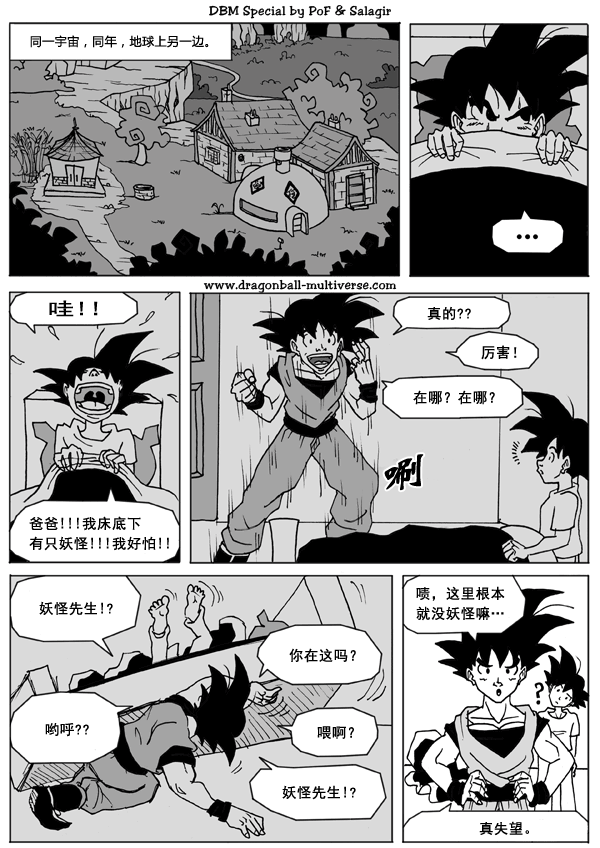 DBM Special by PoF & Salagir
同一宇宙，同年，地球上另一边。
...
www.dragonball-multiverse.com
哇！！
爸爸!!!我床底下
有只妖怪!!!我好怕!!
真的??
厉害！
在哪？在哪？
唰
妖怪先生!?
你在这吗？
哟呼??
喂啊？
妖怪先生!?
啧，这里根本
就没妖怪嘛…
?
真失望。